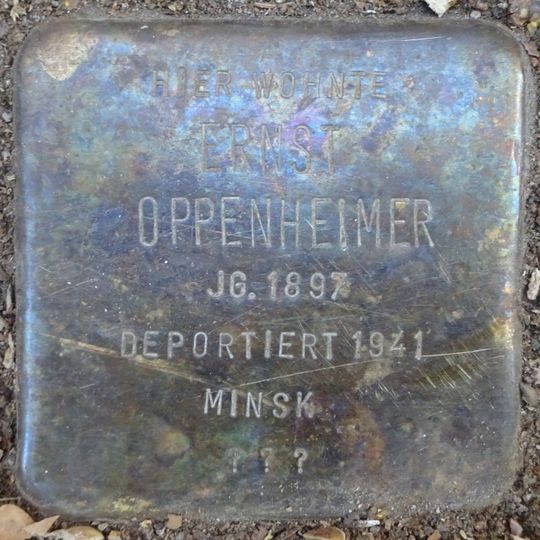 HIER WOHNTE
ERNST
OPPENHEIMER
JG. 1897
DEPORTIERT 1941
MINSK
? ? ?